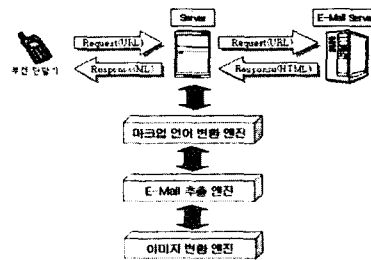 Server
E-Mail Server
Request(URL)
Request(URL)
Response(ML)
Response(HTML)
무선 단말기
마크업 언어 변환 엔진
E-Mail 추출 엔진
이미지 변환 엔진